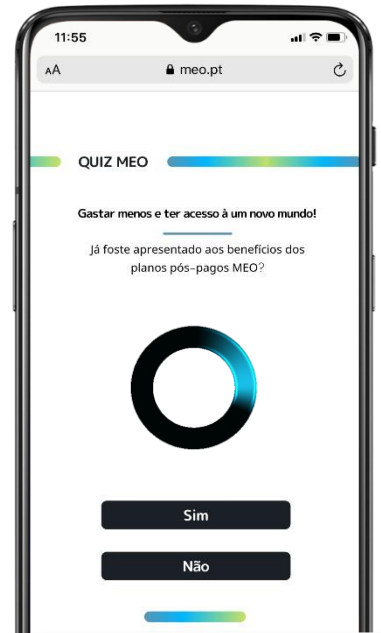 11:55
AA meo.pt
QUIZ MEO
Gastar menos e ter acesso à um novo mundo!
Já foste apresentado aos benefícios dos
planos pós-pagos MEO?
Sim
Não